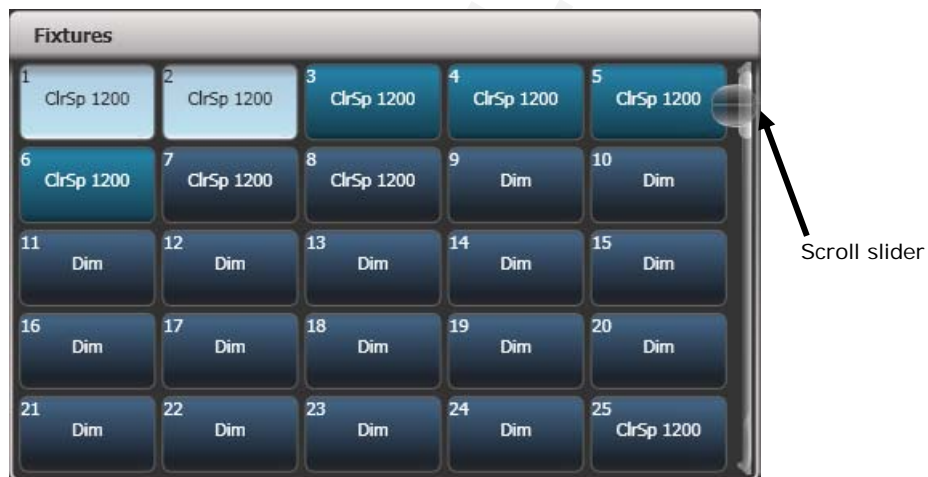 Fixtures
1 2 3 4 5
ClrSp 1200 ClrSp 1200 ClrSp 1200 ClrSp 1200 ClrSp 1200
6 7 8 9 10
ClrSp 1200 ClrSp 1200 ClrSp 1200 Dim Dim
11 12 13 14 15
Dim Dim Dim Dim Dim
Scroll slider
16 17 18 19 20
Dim Dim Dim Dim Dim
21 22 23 24 25
Dim Dim Dim Dim ClrSp 1200